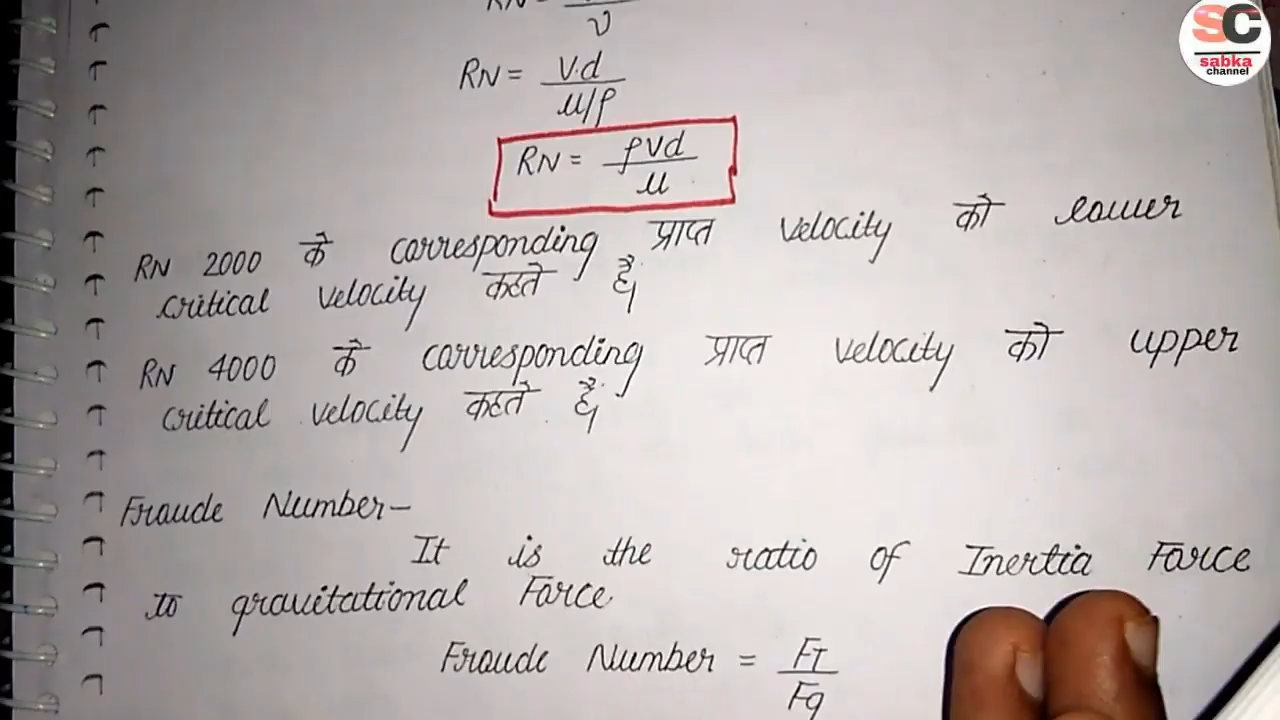 RN =
ν
RN = V.d
μ/ρ
RN = ρVd
μ
RN 2000 के corresponding प्राप्त velocity को lower
critical velocity कहते हैं।
RN 4000 के corresponding प्राप्त velocity को upper
critical velocity कहते हैं।
Fraude Number-
It is the ratio of Inertia Force
to gravitational Force
Fraude Number = FI
Fg
SC
sabka
channel